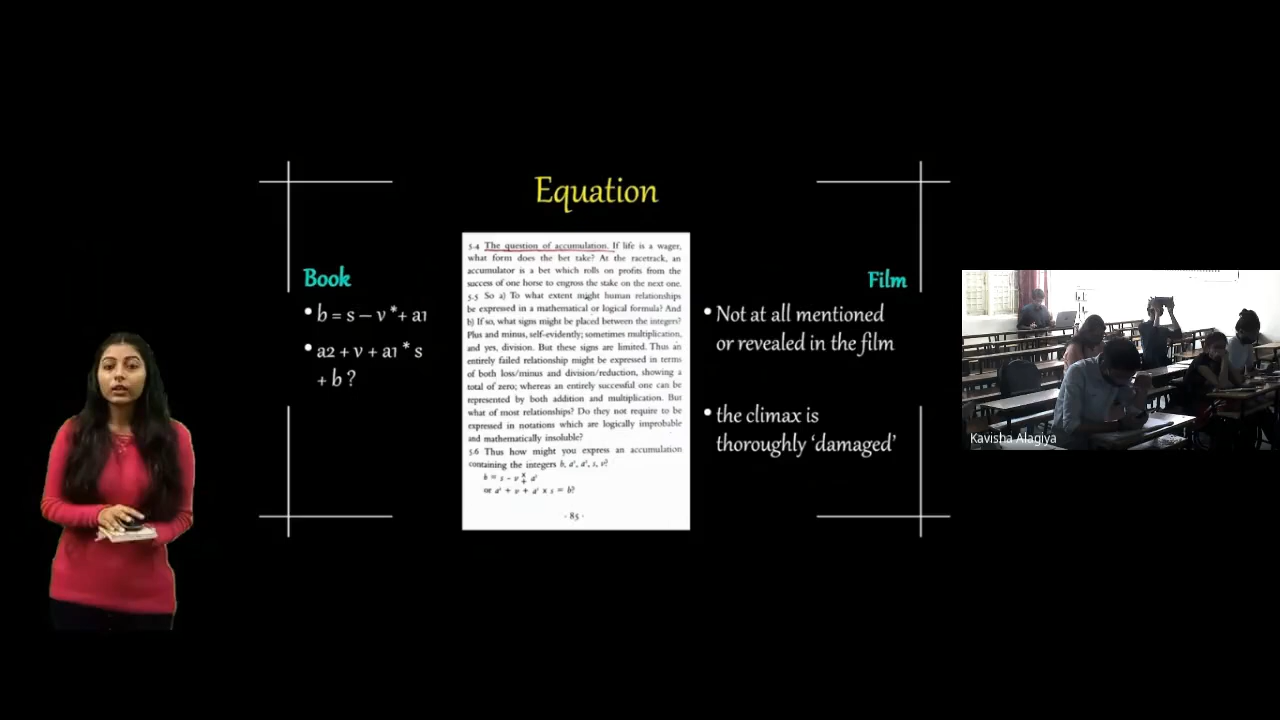 Equation
Book
• b = s – v *+ a1
• a2 + v + a1 * s
+ b ?
5.4 The question of accumulation. If life is a wager,
what form does the bet take? At the racetrack, an
accumulator is a bet which rolls on profits from the
success of one horse to engross the stake on the next one.
5.5 So a) To what extent might human relationships
be expressed in a mathematical or logical formula? And
b) If so, what signs might be placed between the integers?
Plus and minus, self-evidently; sometimes multiplication,
and yes, division. But these signs are limited. Thus an
entirely failed relationship might be expressed in terms
of both loss/minus and division/reduction, showing a
total of zero; whereas an entirely successful one can be
represented by both addition and multiplication. But
what of most relationships? Do they not require to be
expressed in notations which are logically improbable
and mathematically insoluble?
5.6 Thus how might you express an accumulation
containing the integers b, a¹, a², s, v?
b = s – v × + a¹
or a² + v + a¹ × s = b?
- 85 -
Film
• Not at all mentioned
or revealed in the film
• the climax is
thoroughly ‘damaged’
Kavisha Alagiya